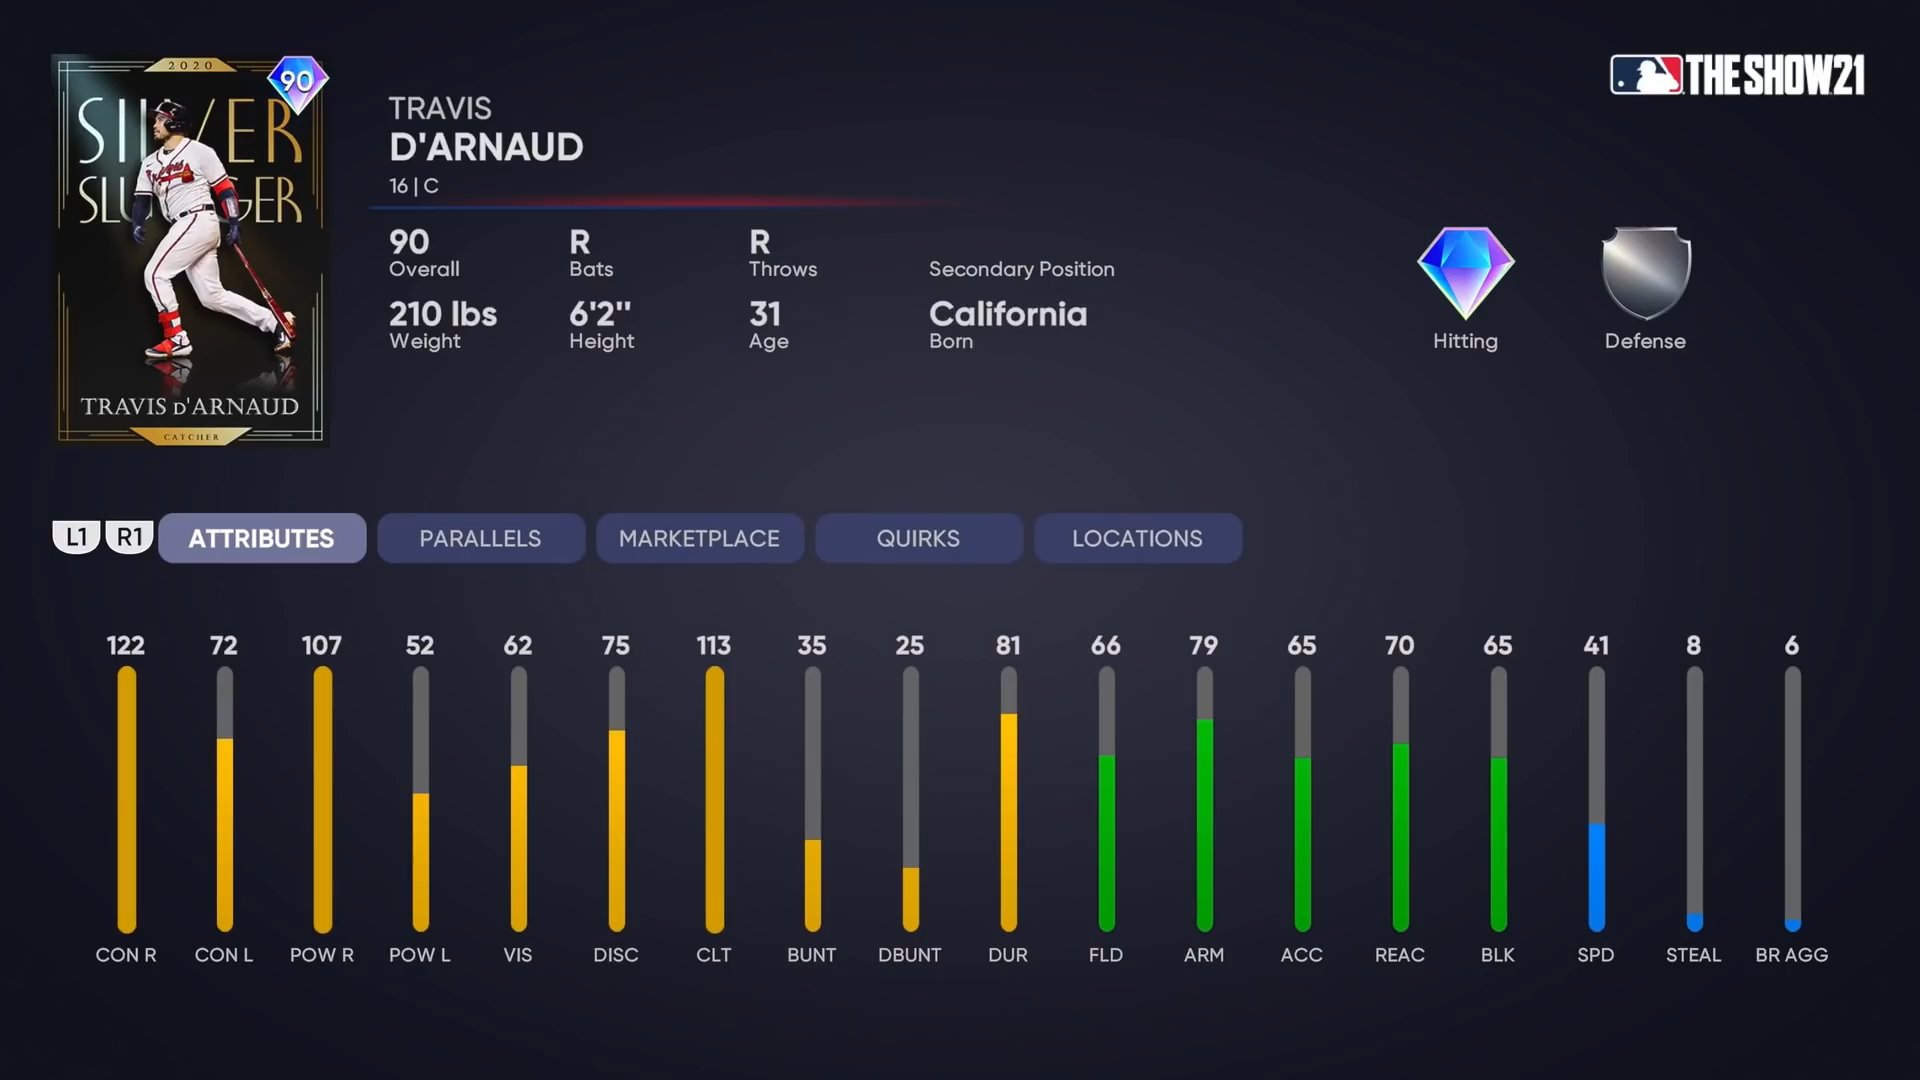 2020
90
SILVER
SLUGGER
TRAVIS D'ARNAUD
CATCHER
TRAVIS
D'ARNAUD
16 | C
90 R R
Overall Bats Throws Secondary Position
210 lbs 6'2" 31 California
Weight Height Age Born
THE SHOW21
Hitting Defense
L1 R1 ATTRIBUTES PARALLELS MARKETPLACE QUIRKS LOCATIONS
122 72 107 52 62 75 113 35 25 81 66 79 65 70 65 41 8 6
CON R CON L POW R POW L VIS DISC CLT BUNT DBUNT DUR FLD ARM ACC REAC BLK SPD STEAL BR AGG